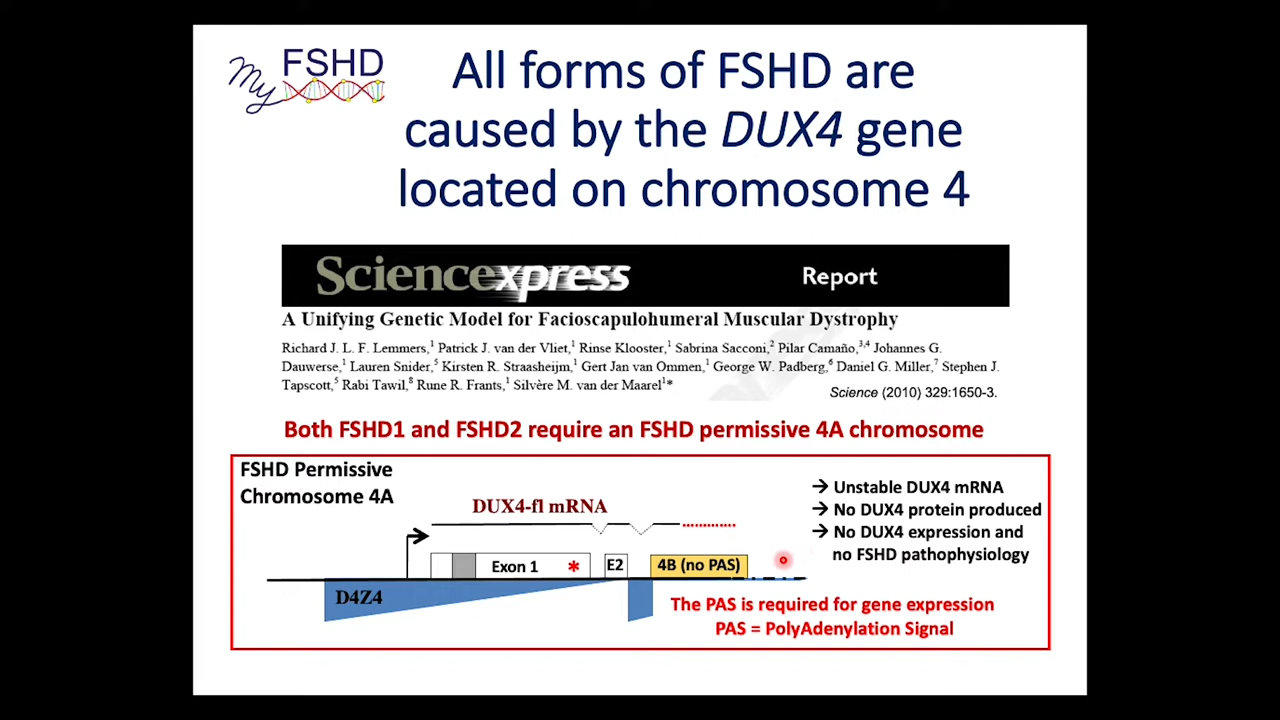 My FSHD
All forms of FSHD are
caused by the DUX4 gene
located on chromosome 4
Sciencexpress
Report
A Unifying Genetic Model for Facioscapulohumeral Muscular Dystrophy
Richard J. L. F. Lemmers,1 Patrick J. van der Vliet,1 Rinse Klooster,1 Sabrina Sacconi,2 Pilar Camaño,3,4 Johannes G.
Dauwerse,1 Lauren Snider,5 Kirsten R. Straasheijm,1 Gert Jan van Ommen,1 George W. Padberg,6 Daniel G. Miller,7 Stephen J.
Tapscott,5 Rabi Tawil,8 Rune R. Frants,1 Silvère M. van der Maarel1*
Science (2010) 329:1650-3.
Both FSHD1 and FSHD2 require an FSHD permissive 4A chromosome
FSHD Permissive
Chromosome 4A
DUX4-fl mRNA
Exon 1 *
E2
4B (no PAS)
D4Z4
→ Unstable DUX4 mRNA
→ No DUX4 protein produced
→ No DUX4 expression and
no FSHD pathophysiology
The PAS is required for gene expression
PAS = PolyAdenylation Signal